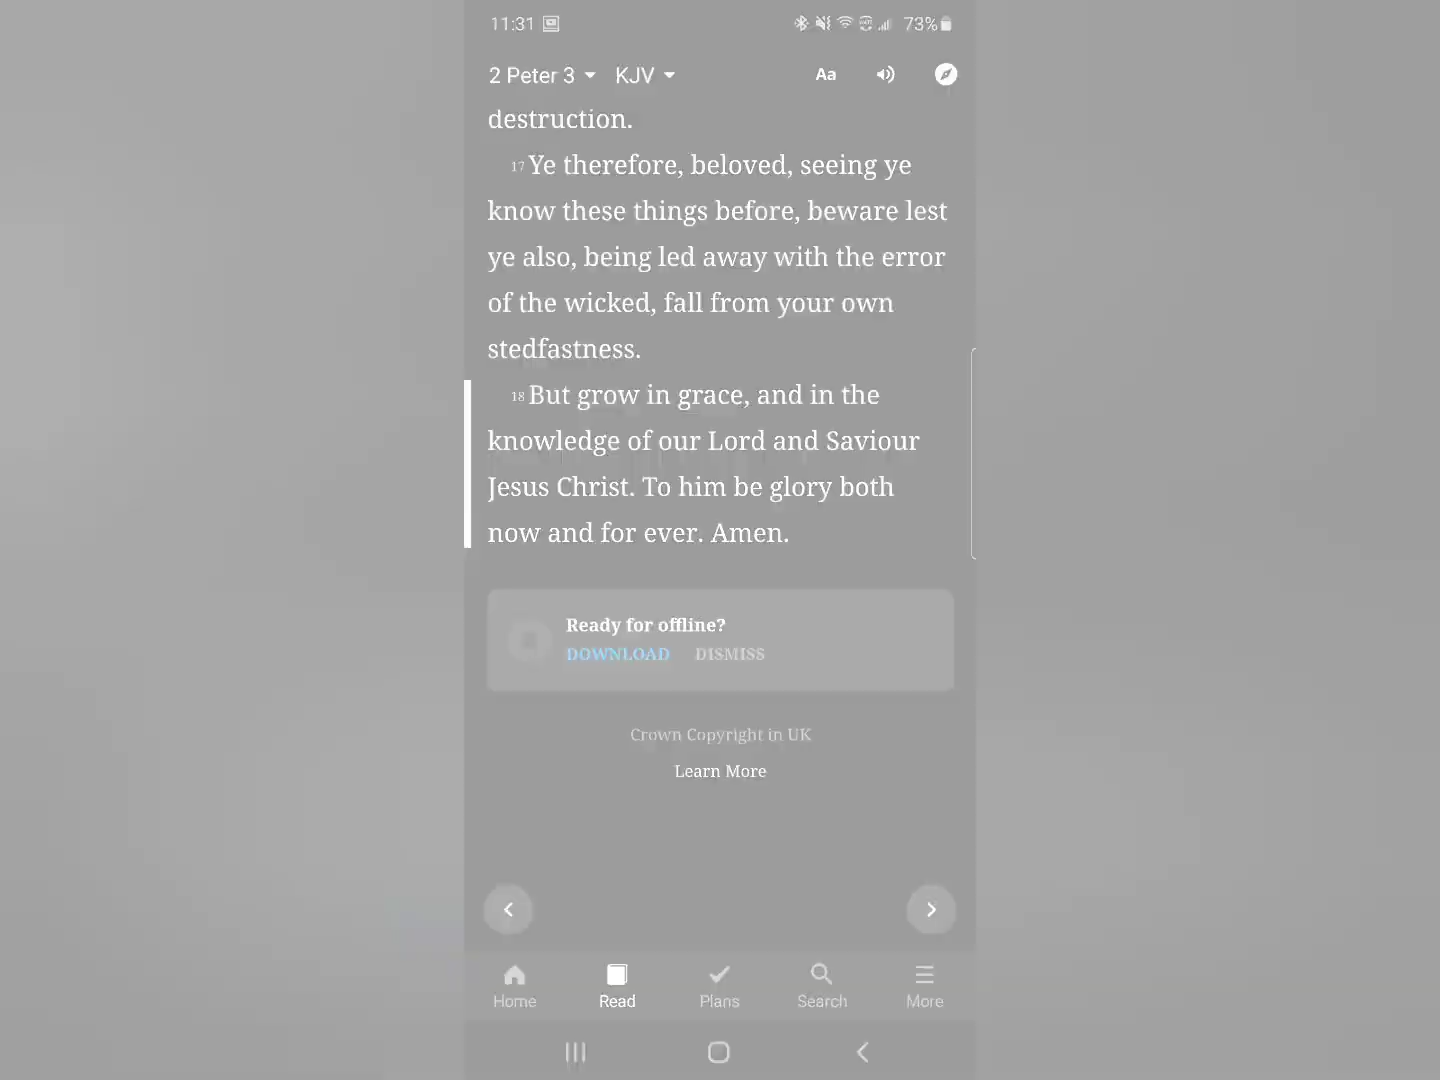 11:31 73%
2 Peter 3 KJV Aa
destruction.
17 Ye therefore, beloved, seeing ye
know these things before, beware lest
ye also, being led away with the error
of the wicked, fall from your own
stedfastness.
18 But grow in grace, and in the
knowledge of our Lord and Saviour
Jesus Christ. To him be glory both
now and for ever. Amen.
Ready for offline?
DOWNLOAD DISMISS
Crown Copyright in UK
Learn More
Home Read Plans Search More